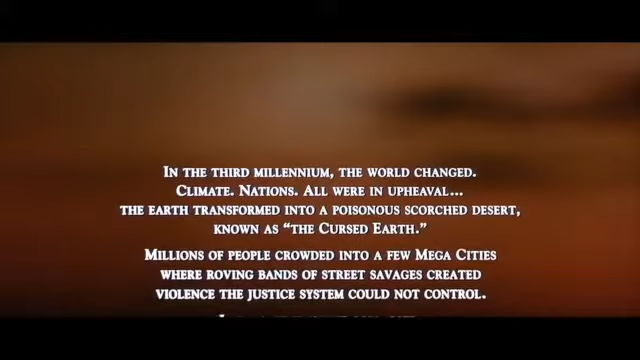 In the third millennium, the world changed.
Climate. Nations. All were in upheaval...
the earth transformed into a poisonous scorched desert,
known as “the Cursed Earth.”
Millions of people crowded into a few Mega Cities
where roving bands of street savages created
violence the justice system could not control.